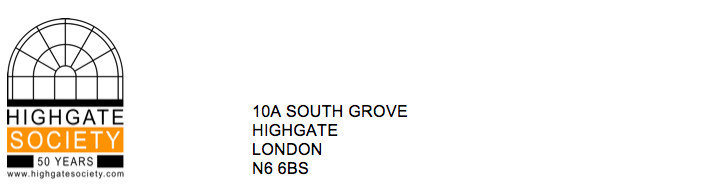 HIGHGATE
SOCIETY
50 YEARS
www.highgatesociety.com
10A SOUTH GROVE
HIGHGATE
LONDON
N6 6BS